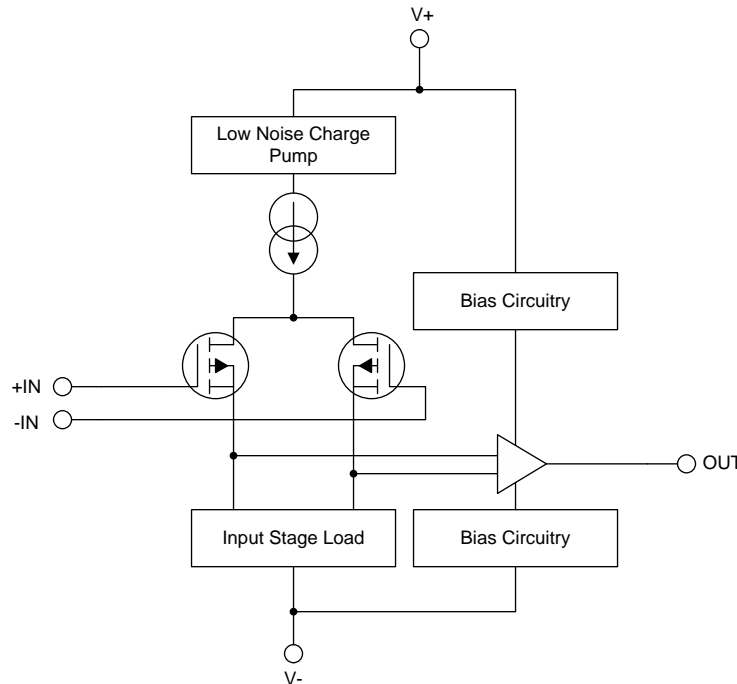 V+
Low Noise Charge
Pump
Bias Circuitry
+IN
-IN
OUT
Input Stage Load
Bias Circuitry
V-